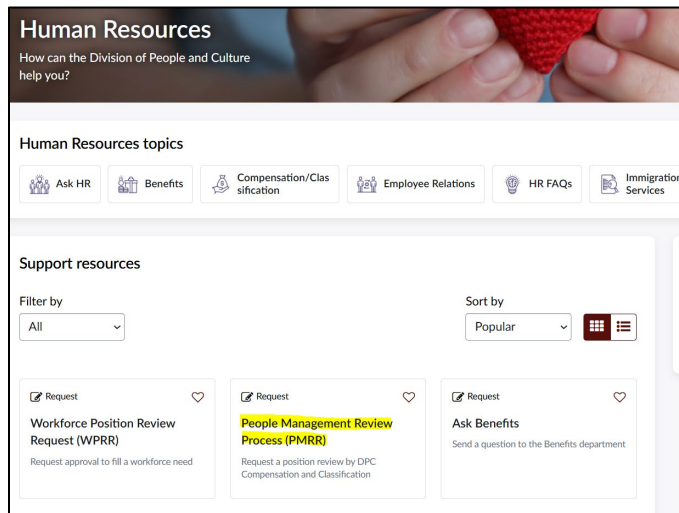 Human Resources
How can the Division of People and Culture
help you?
Human Resources topics
Ask HR
Benefits
Compensation/Clas
sification
Employee Relations
HR FAQs
Immigration
Services
Support resources
Filter by
Sort by
All
Popular
Request
Workforce Position Review
Request (WPRR)
Request approval to fill a workforce need
Request
People Management Review
Process (PMRR)
Request a position review by DPC
Compensation and Classification
Request
Ask Benefits
Send a question to the Benefits department